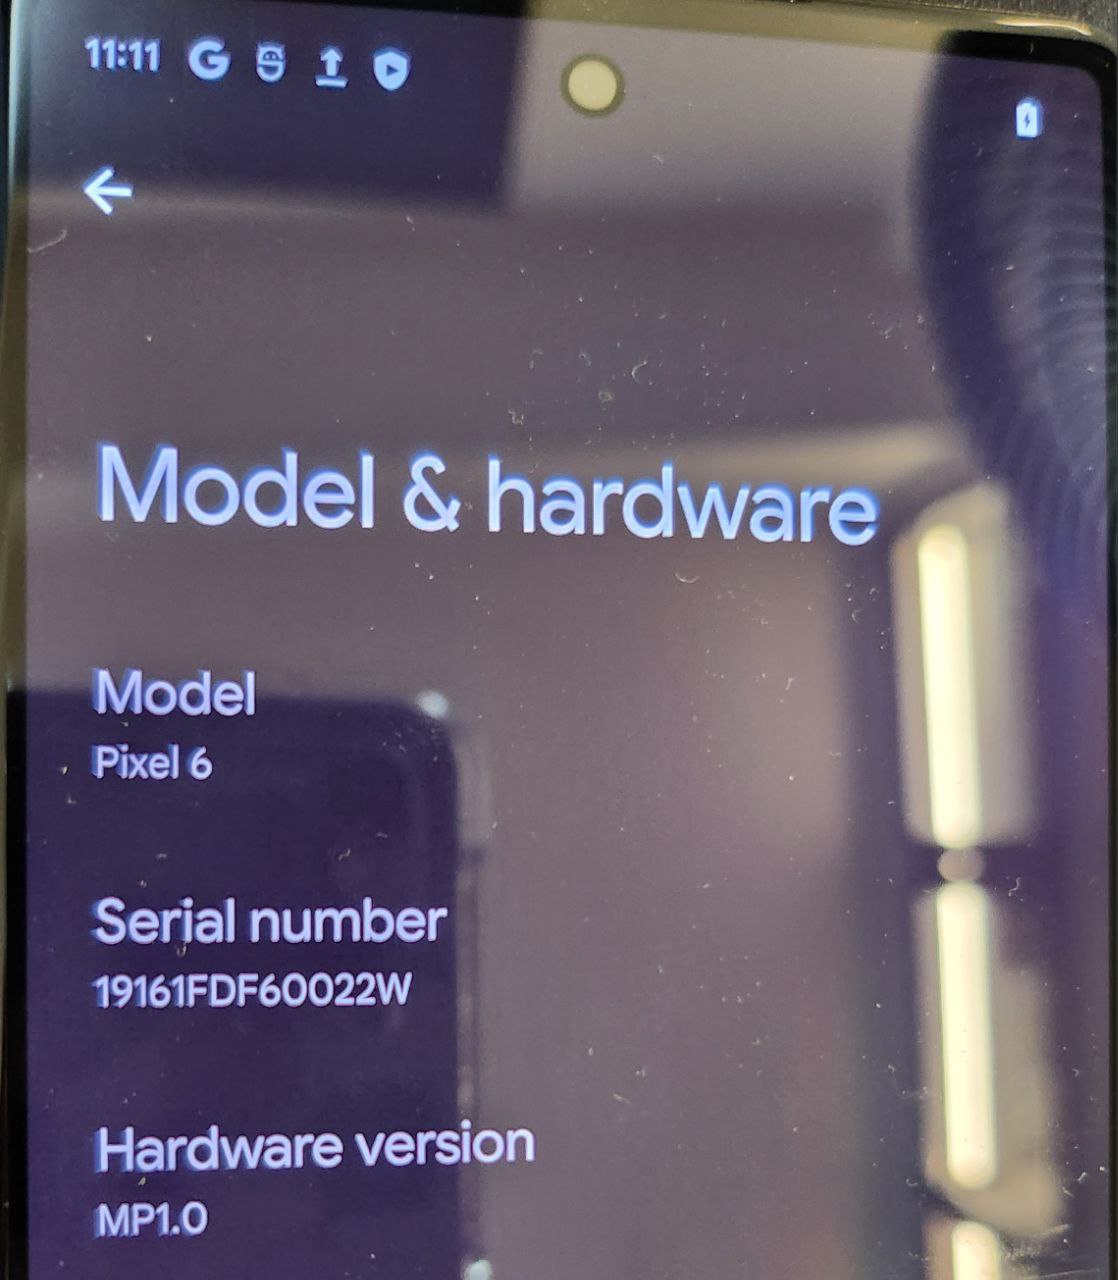 11:11
Model & hardware
Model
Pixel 6
Serial number
19161FDF60022W
Hardware version
MP1.0